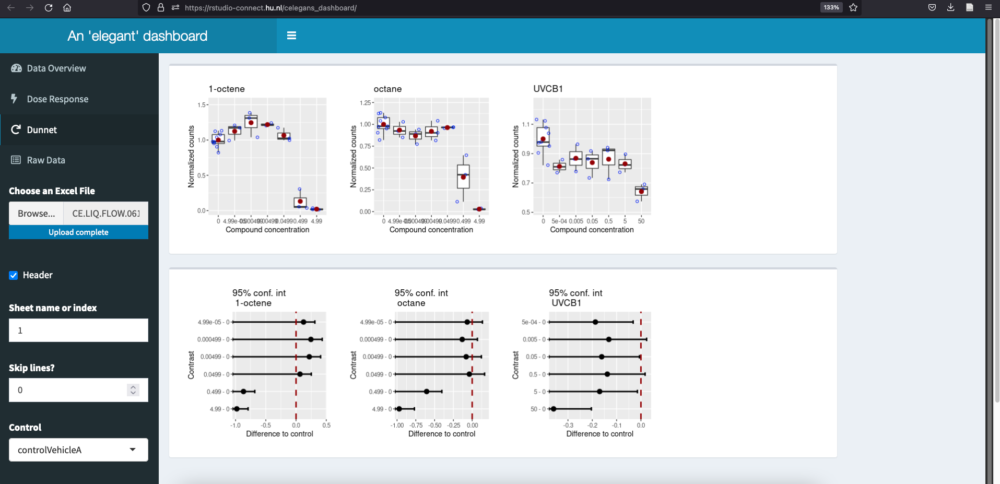 https://rstudio-connect.hu.nl/celegans_dashboard/
133%
An 'elegant' dashboard
Data Overview
Dose Response
Dunnet
Raw Data
Choose an Excel File
Browse...
CE.LIQ.FLOW.061
Upload complete
Header
Sheet name or index
1
Skip lines?
0
Control
controlVehicleA
1-octene
Normalized counts
1.5
1.0
0.5
0.0
0 4.99e-05 0.000499 0.00499 0.0499 0.499 4.99
Compound concentration
octane
Normalized counts
1.25
1.00
0.75
0.50
0.25
0.00
0 4.99e-05 0.000499 0.00499 0.0499 0.499 4.99
Compound concentration
UVCB1
Normalized counts
1.1
0.9
0.7
0.5
0 5e-04 0.005 0.05 0.5 5 50
Compound concentration
95% conf. int
1-octene
Contrast
4.99e-05 - 0
0.000499 - 0
0.00499 - 0
0.0499 - 0
0.499 - 0
4.99 - 0
-1.0 -0.5 0.0 0.5
Difference to control
95% conf. int
octane
Contrast
4.99e-05 - 0
0.000499 - 0
0.00499 - 0
0.0499 - 0
0.499 - 0
4.99 - 0
-1.00 -0.75 -0.50 -0.25 0.00
Difference to control
95% conf. int
UVCB1
Contrast
5e-04 - 0
0.005 - 0
0.05 - 0
0.5 - 0
5 - 0
50 - 0
-0.3 -0.2 -0.1 0.0
Difference to control